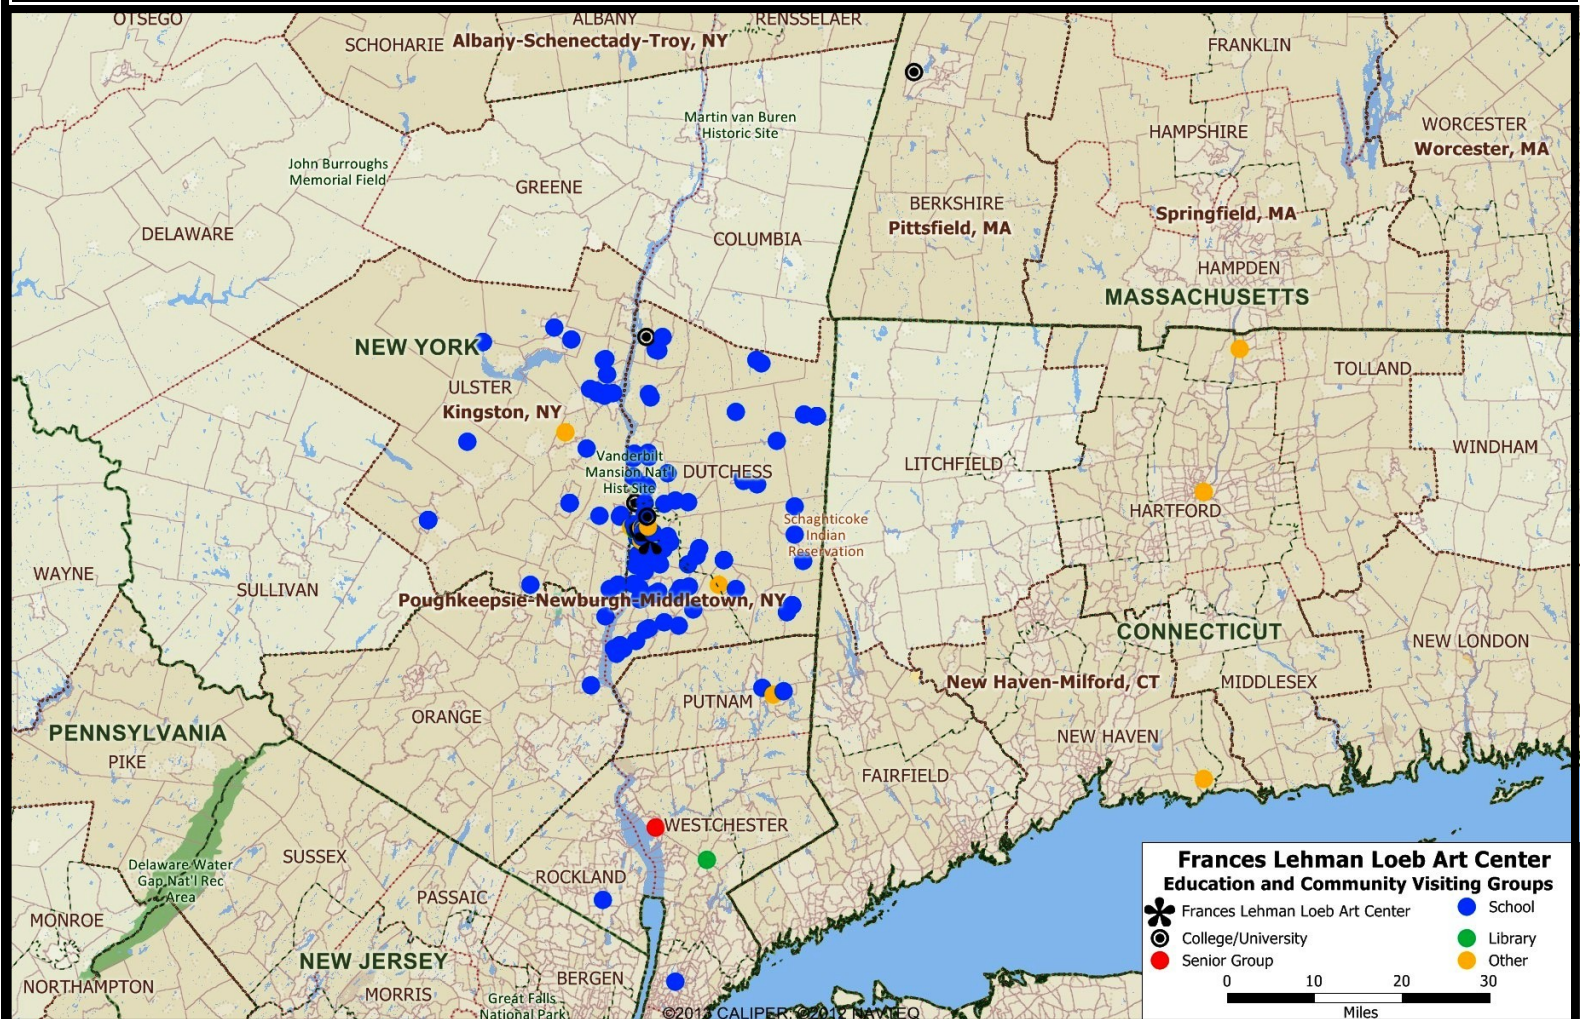 OTSEGO
ALBANY
RENSSELAER
SCHOHARIE
Albany-Schenectady-Troy, NY
FRANKLIN
Martin van Buren
Historic Site
HAMPSHIRE
WORCESTER
Worcester, MA
John Burroughs
Memorial Field
GREENE
BERKSHIRE
Pittsfield, MA
Springfield, MA
DELAWARE
COLUMBIA
HAMPDEN
MASSACHUSETTS
NEW YORK
TOLLAND
ULSTER
Kingston, NY
WINDHAM
Vanderbilt
Mansion Nat'l
Hist Site
DUTCHESS
LITCHFIELD
HARTFORD
Schaghticoke
Indian
Reservation
WAYNE
SULLIVAN
Poughkeepsie-Newburgh-Middletown, NY
CONNECTICUT
NEW LONDON
New Haven-Milford, CT
MIDDLESEX
PUTNAM
ORANGE
PENNSYLVANIA
PIKE
NEW HAVEN
FAIRFIELD
WESTCHESTER
SUSSEX
Delaware Water
Gap Nat'l Rec
Area
ROCKLAND
PASSAIC
MONROE
NEW JERSEY
NORTHAMPTON
MORRIS
BERGEN
Great Falls
National Park
©2013 CALIPER; ©2012 NAVTEQ
Frances Lehman Loeb Art Center
Education and Community Visiting Groups
Frances Lehman Loeb Art Center
School
College/University
Library
Senior Group
Other
0 10 20 30
Miles